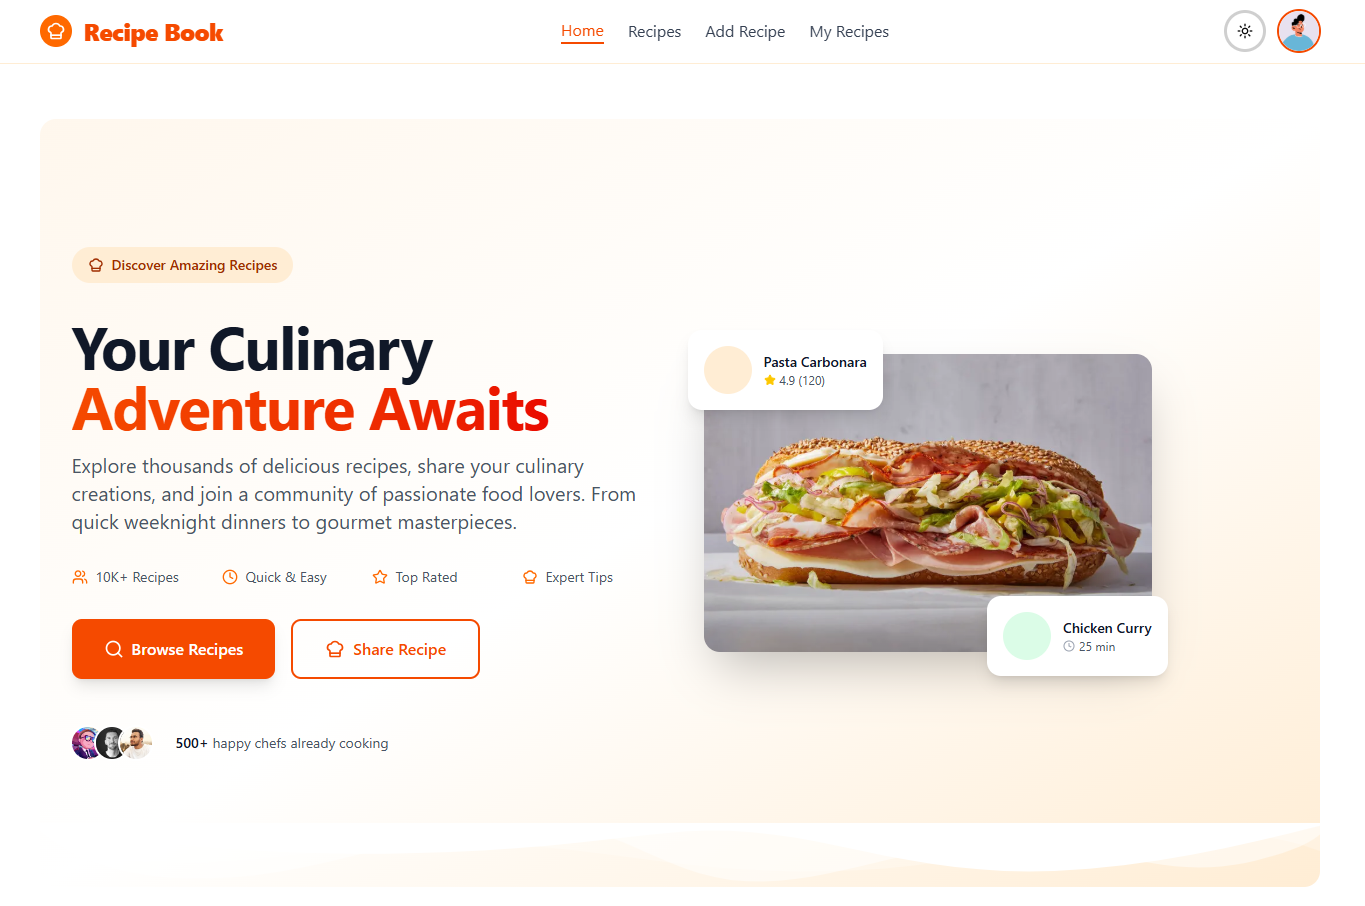 Recipe Book
Home
Recipes
Add Recipe
My Recipes
Discover Amazing Recipes
Your Culinary
Adventure Awaits
Explore thousands of delicious recipes, share your culinary
creations, and join a community of passionate food lovers. From
quick weeknight dinners to gourmet masterpieces.
10K+ Recipes
Quick & Easy
Top Rated
Expert Tips
Browse Recipes
Share Recipe
500+ happy chefs already cooking
Pasta Carbonara
4.9 (120)
Chicken Curry
25 min